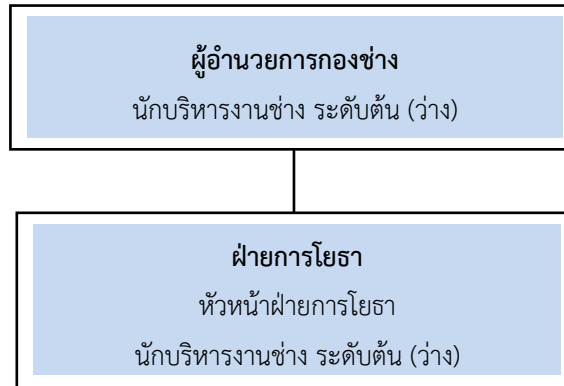 ผู้อำนวยการกองช่าง
นักบริหารงานช่าง ระดับต้น (ว่าง)
ฝ่ายการโยธา
หัวหน้าฝ่ายการโยธา
นักบริหารงานช่าง ระดับต้น (ว่าง)